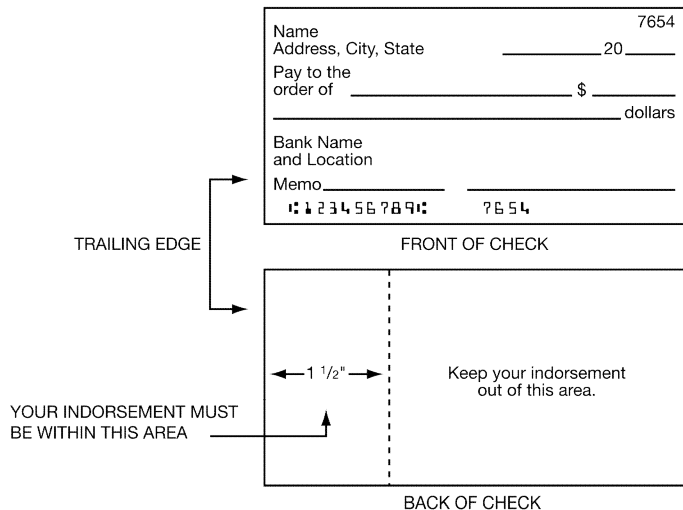 7654
Name
Address, City, State 20
Pay to the
order of $
dollars
Bank Name
and Location
Memo
⑆123456789⑆ 7654
TRAILING EDGE
FRONT OF CHECK
1 1/2"
Keep your indorsement
out of this area.
YOUR INDORSEMENT MUST
BE WITHIN THIS AREA
BACK OF CHECK